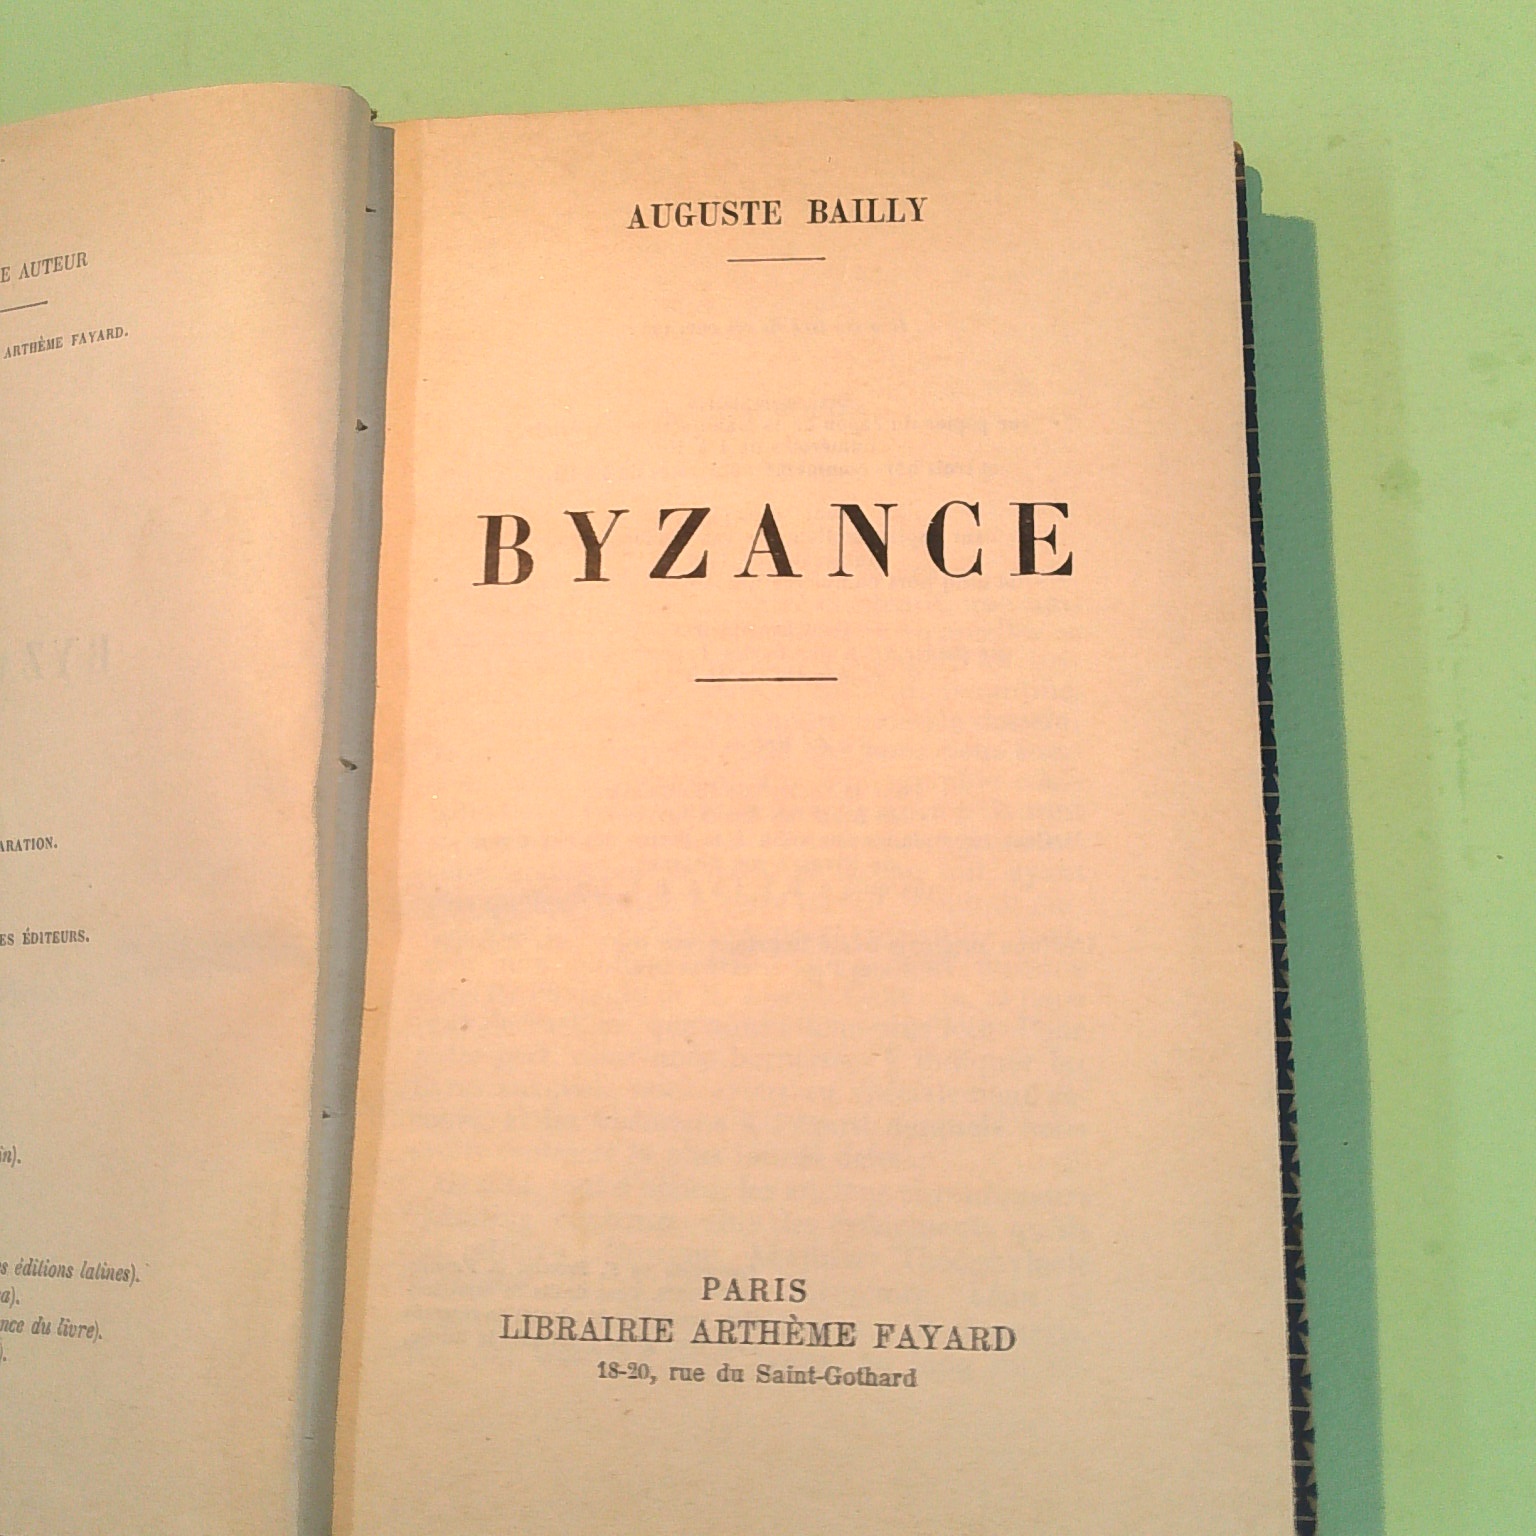 E AUTEUR
ARTHÈME FAYARD.
ARATION.
ES ÉDITEURS.
in).
s éditions latines).
a).
nce du livre).
).
AUGUSTE BAILLY
BYZANCE
PARIS
LIBRAIRIE ARTHÈME FAYARD
18-20, rue du Saint-Gothard